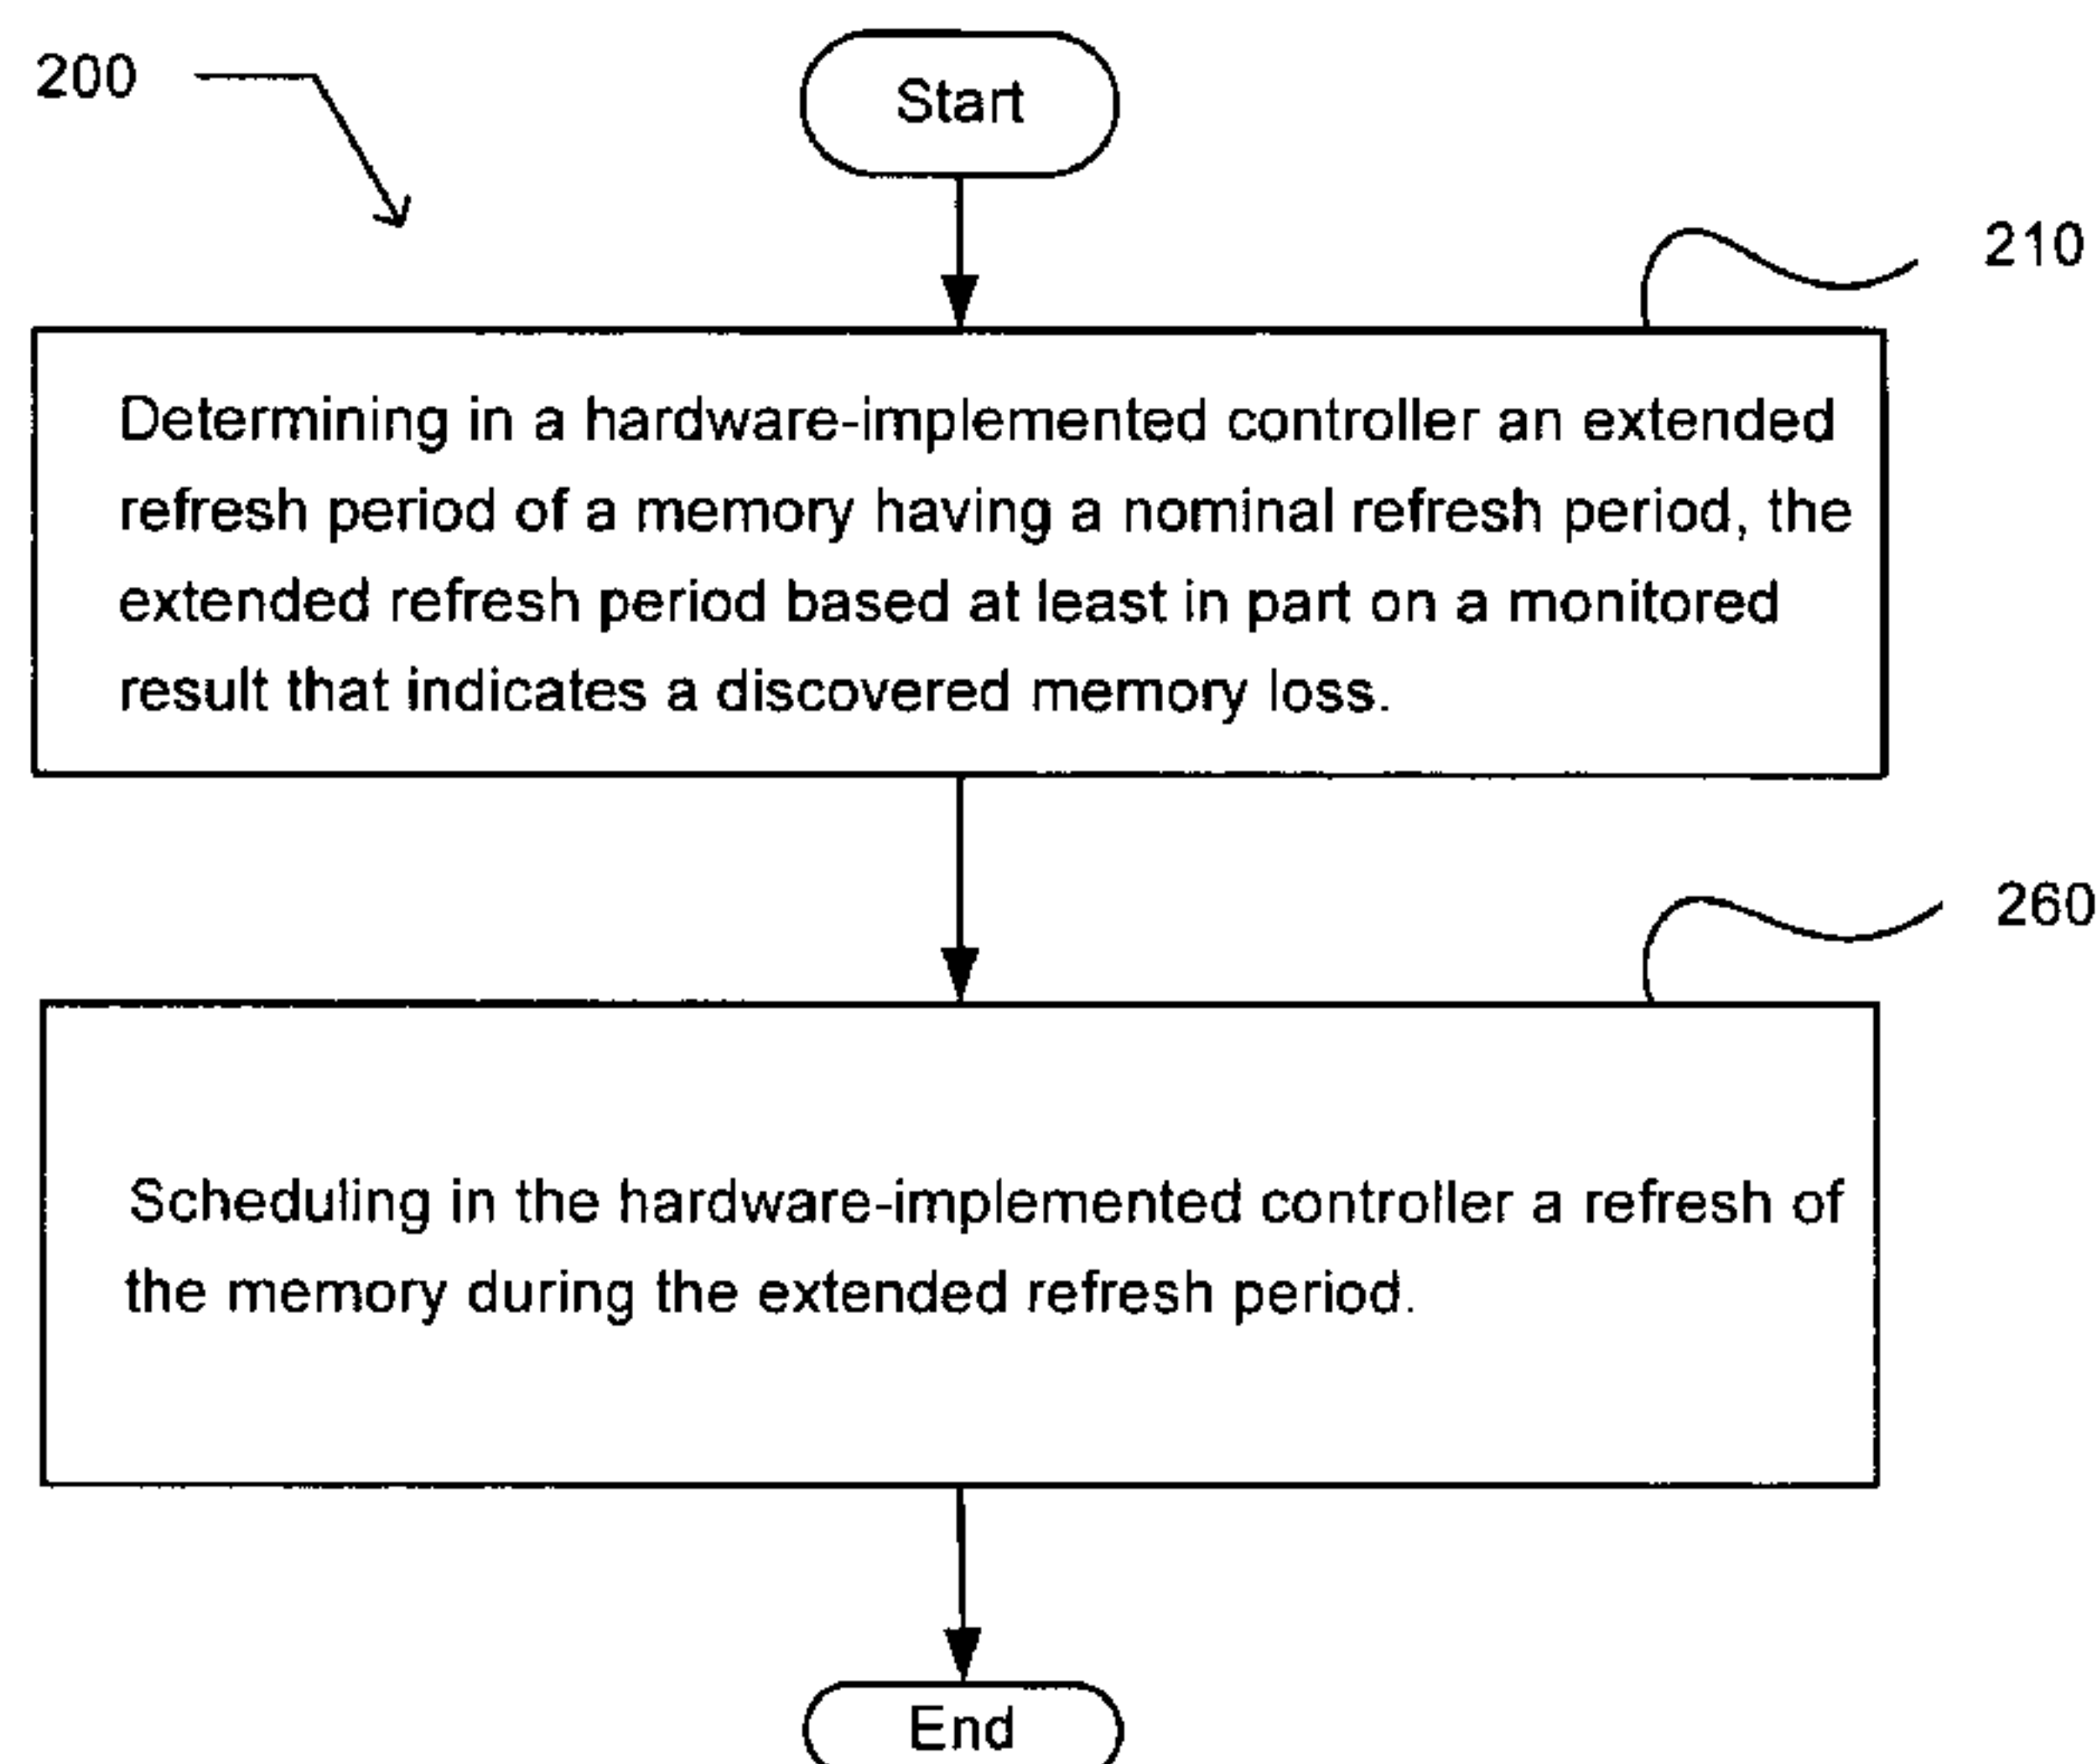 200
Start
210
Determining in a hardware-implemented controller an extended
refresh period of a memory having a nominal refresh period, the
extended refresh period based at least in part on a monitored
result that indicates a discovered memory loss.
260
Scheduling in the hardware-implemented controller a refresh of
the memory during the extended refresh period.
End